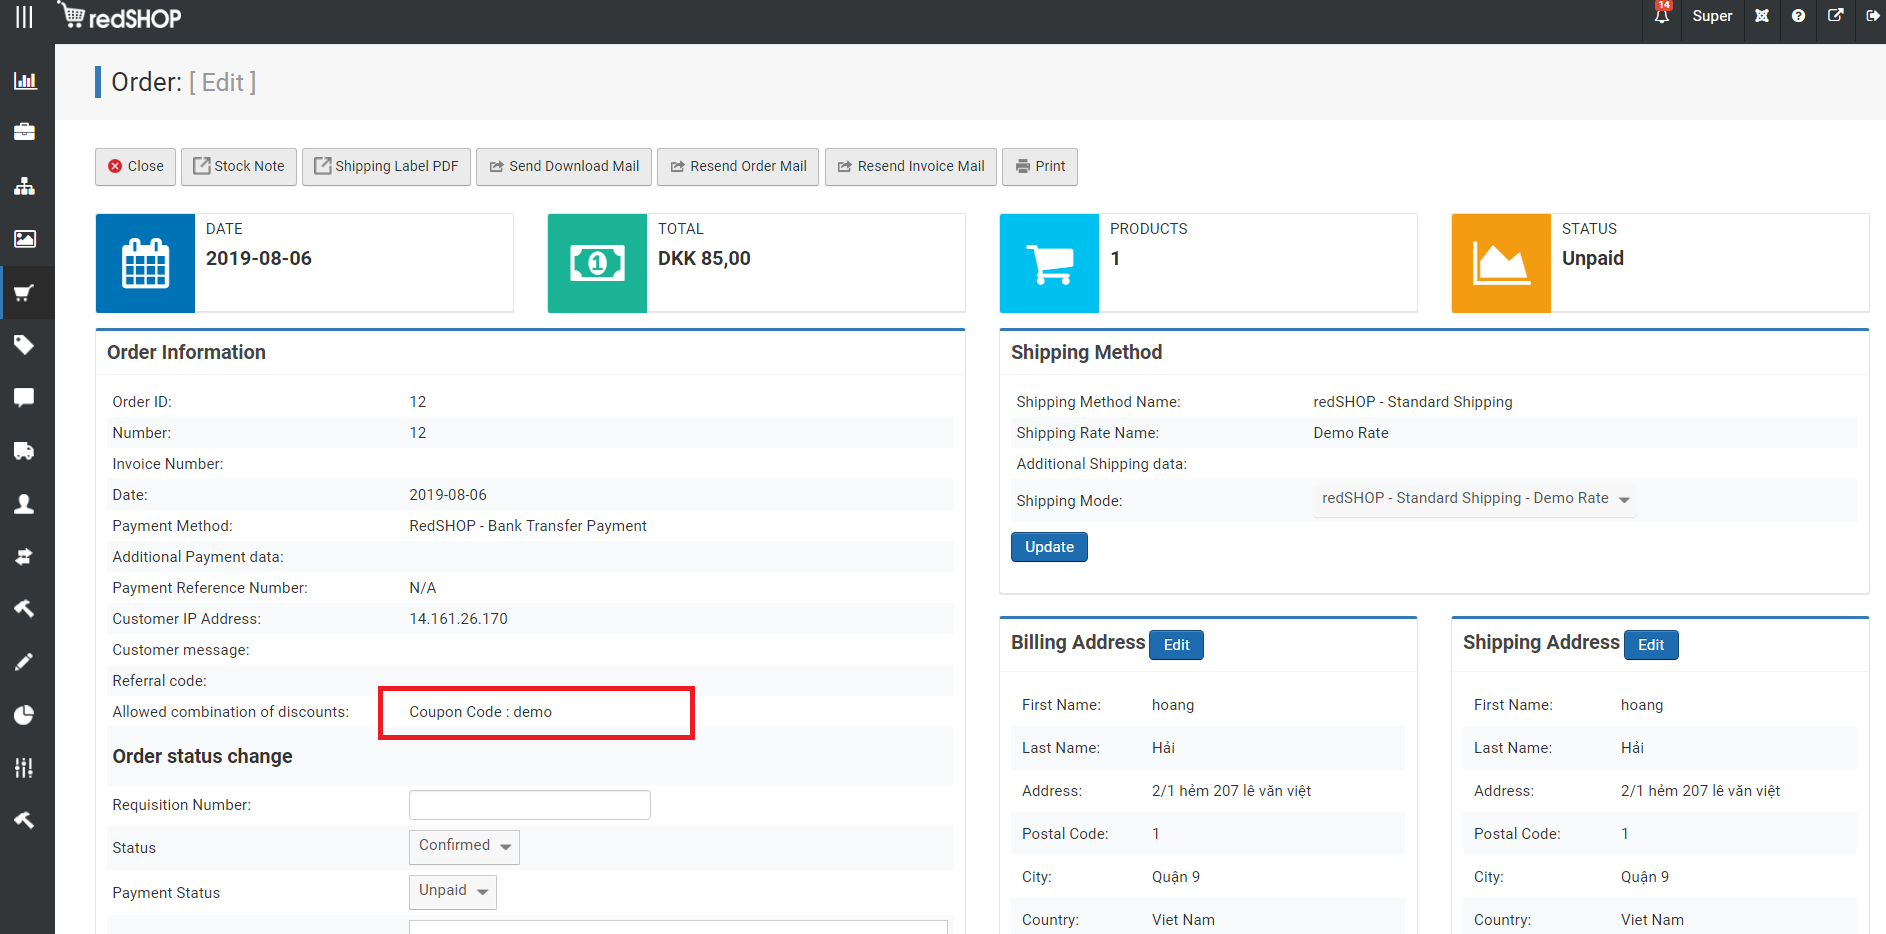 redSHOP
14
Super
Order: [ Edit ]
Close
Stock Note
Shipping Label PDF
Send Download Mail
Resend Order Mail
Resend Invoice Mail
Print
DATE
2019-08-06
TOTAL
DKK 85,00
PRODUCTS
1
STATUS
Unpaid
Order Information
Order ID: 12
Number: 12
Invoice Number:
Date: 2019-08-06
Payment Method: RedSHOP - Bank Transfer Payment
Additional Payment data:
Payment Reference Number: N/A
Customer IP Address: 14.161.26.170
Customer message:
Referral code:
Allowed combination of discounts: Coupon Code : demo
Order status change
Requisition Number:
Status Confirmed
Payment Status Unpaid
Shipping Method
Shipping Method Name: redSHOP - Standard Shipping
Shipping Rate Name: Demo Rate
Additional Shipping data:
Shipping Mode: redSHOP - Standard Shipping - Demo Rate
Update
Billing Address Edit
First Name: hoang
Last Name: Hải
Address: 2/1 hẻm 207 lê văn việt
Postal Code: 1
City: Quận 9
Country: Viet Nam
Shipping Address Edit
First Name: hoang
Last Name: Hải
Address: 2/1 hẻm 207 lê văn việt
Postal Code: 1
City: Quận 9
Country: Viet Nam